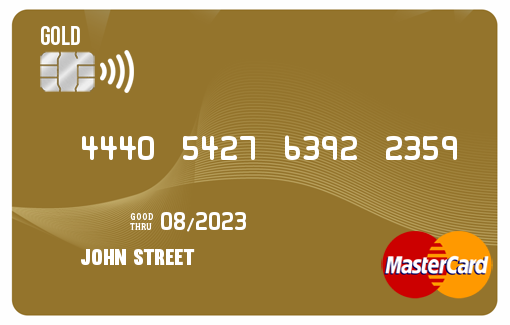 GOLD
4440 5427 6392 2359
GOOD THRU 08/2023
JOHN STREET
MasterCard